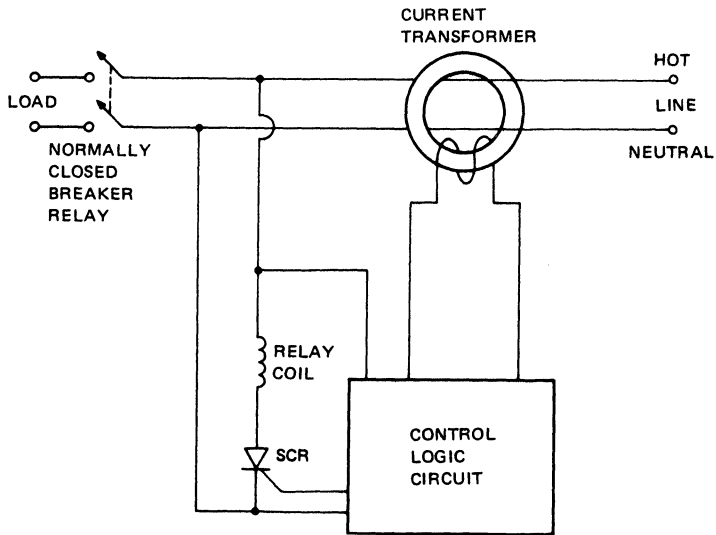 CURRENT
TRANSFORMER
HOT
LOAD
LINE
NORMALLY
CLOSED
BREAKER
RELAY
NEUTRAL
RELAY
COIL
SCR
CONTROL
LOGIC
CIRCUIT